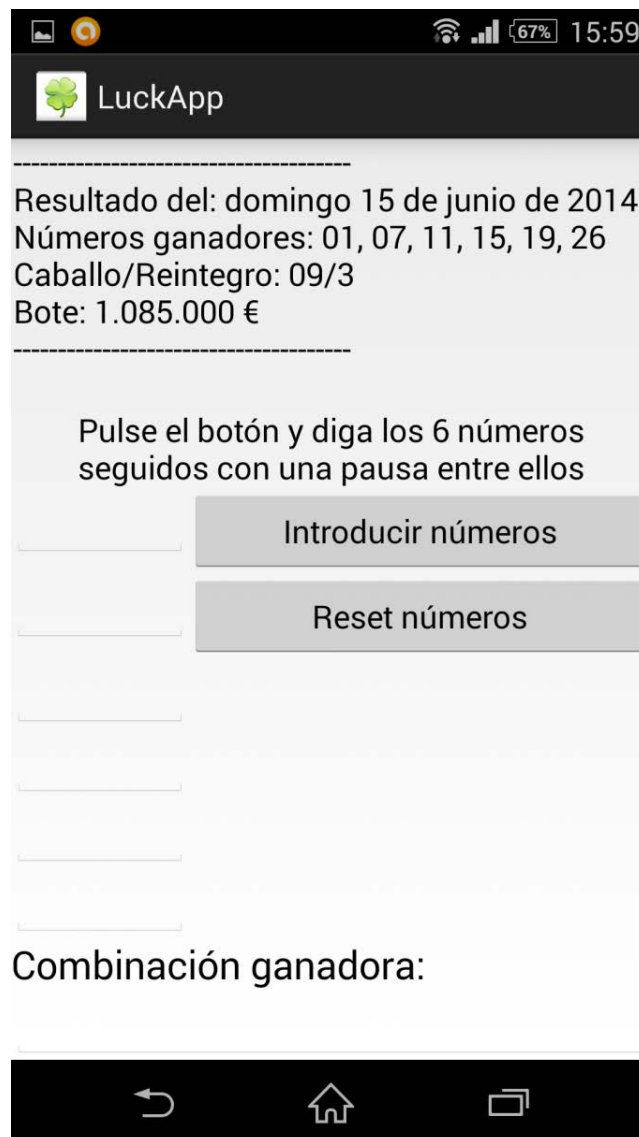 67% 15:59
LuckApp
--------------------------------------
Resultado del: domingo 15 de junio de 2014
Números ganadores: 01, 07, 11, 15, 19, 26
Caballo/Reintegro: 09/3
Bote: 1.085.000 €
--------------------------------------
Pulse el botón y diga los 6 números
seguidos con una pausa entre ellos
Introducir números
Reset números
Combinación ganadora: